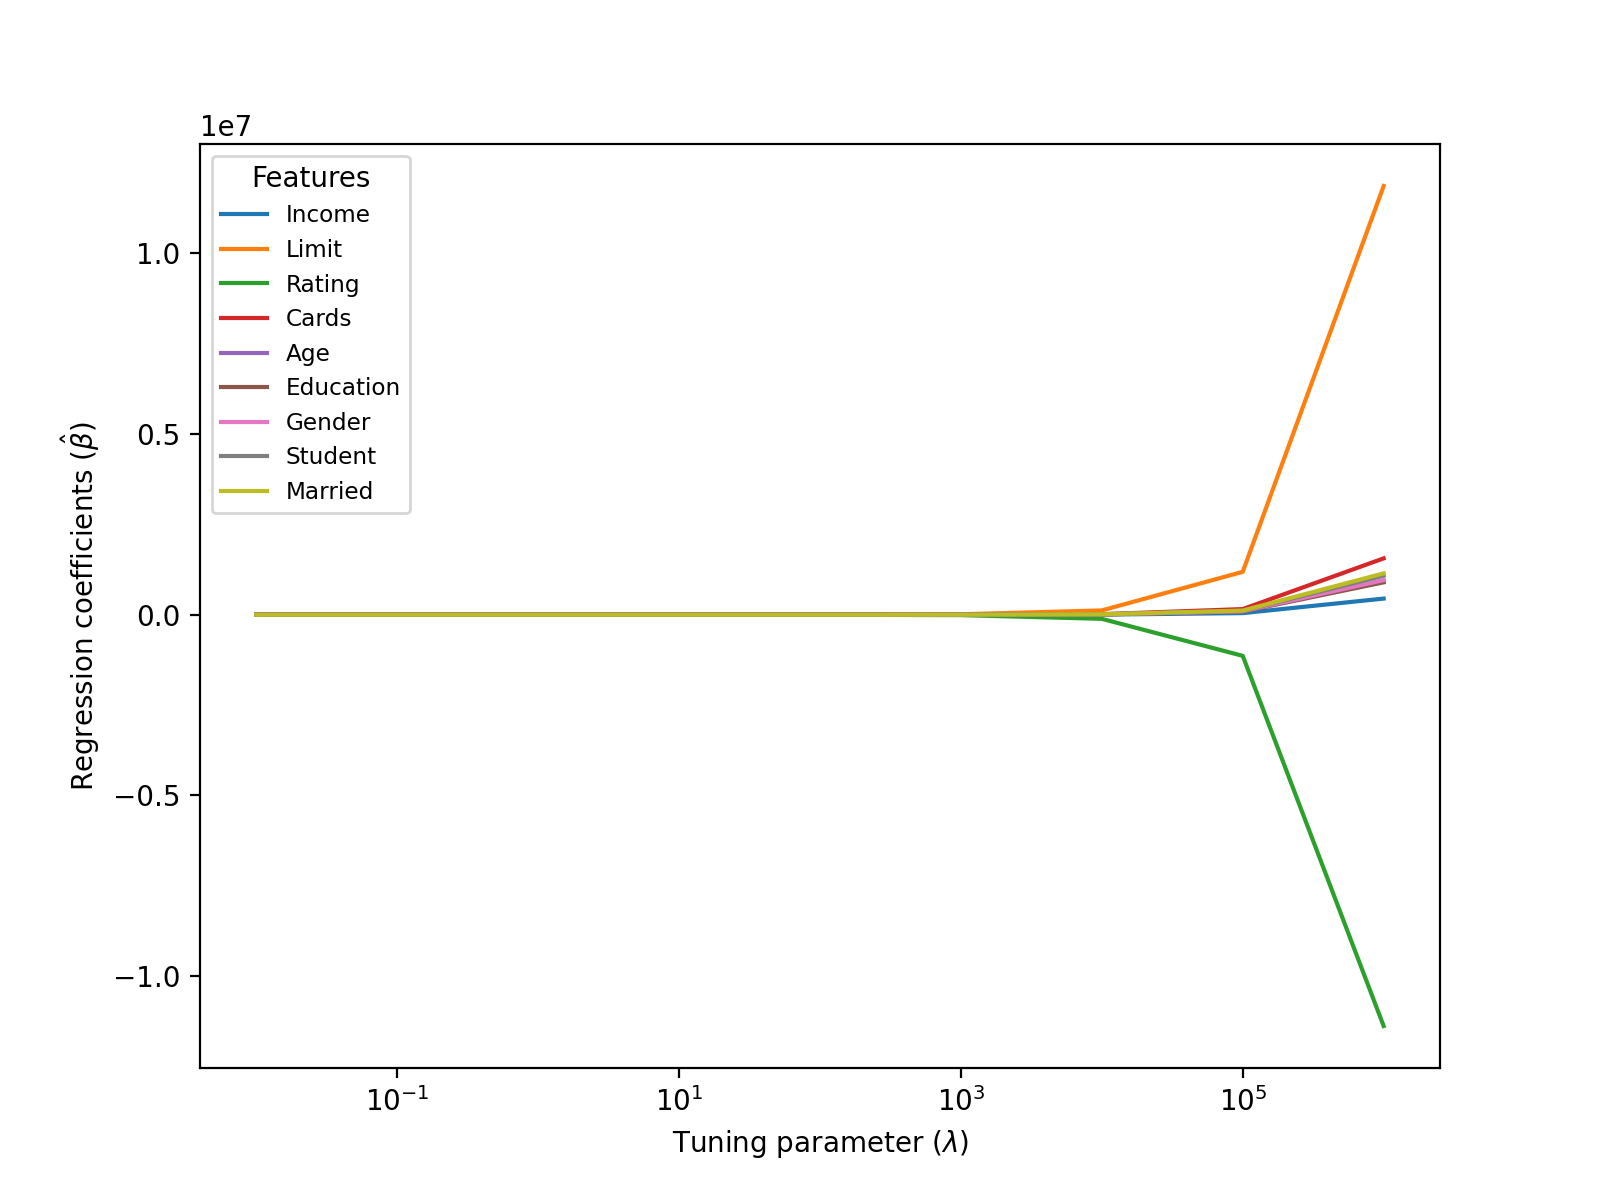 1e7
Features
Income
Limit
Rating
Cards
Age
Education
Gender
Student
Married
1.0
0.5
0.0
−0.5
−1.0
Regression coefficients (β̂)
10⁻¹ 10¹ 10³ 10⁵
Tuning parameter (λ)